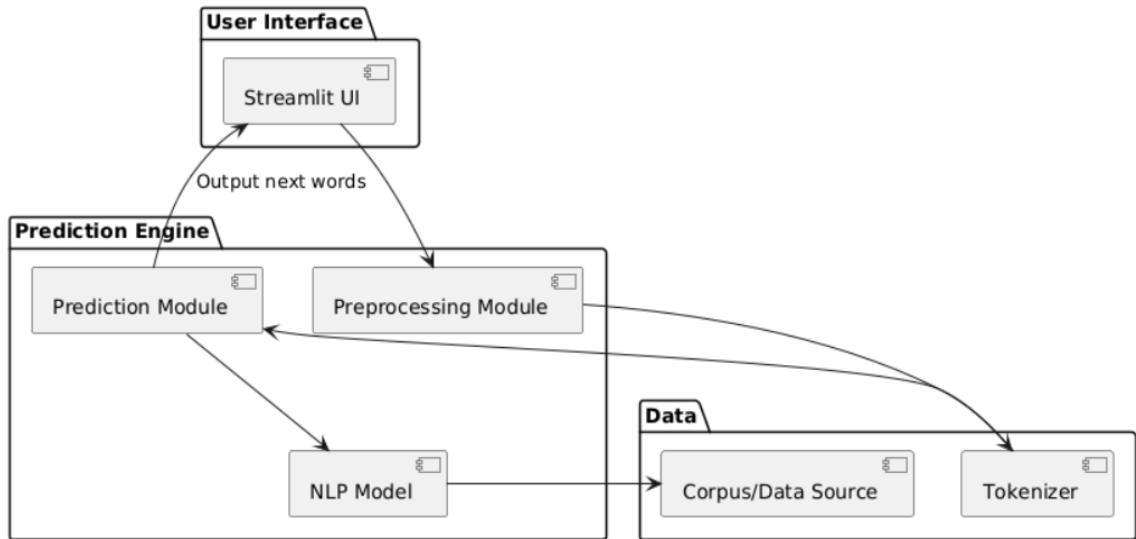 User Interface
Streamlit UI
Output next words
Prediction Engine
Prediction Module
Preprocessing Module
Data
NLP Model
Corpus/Data Source
Tokenizer